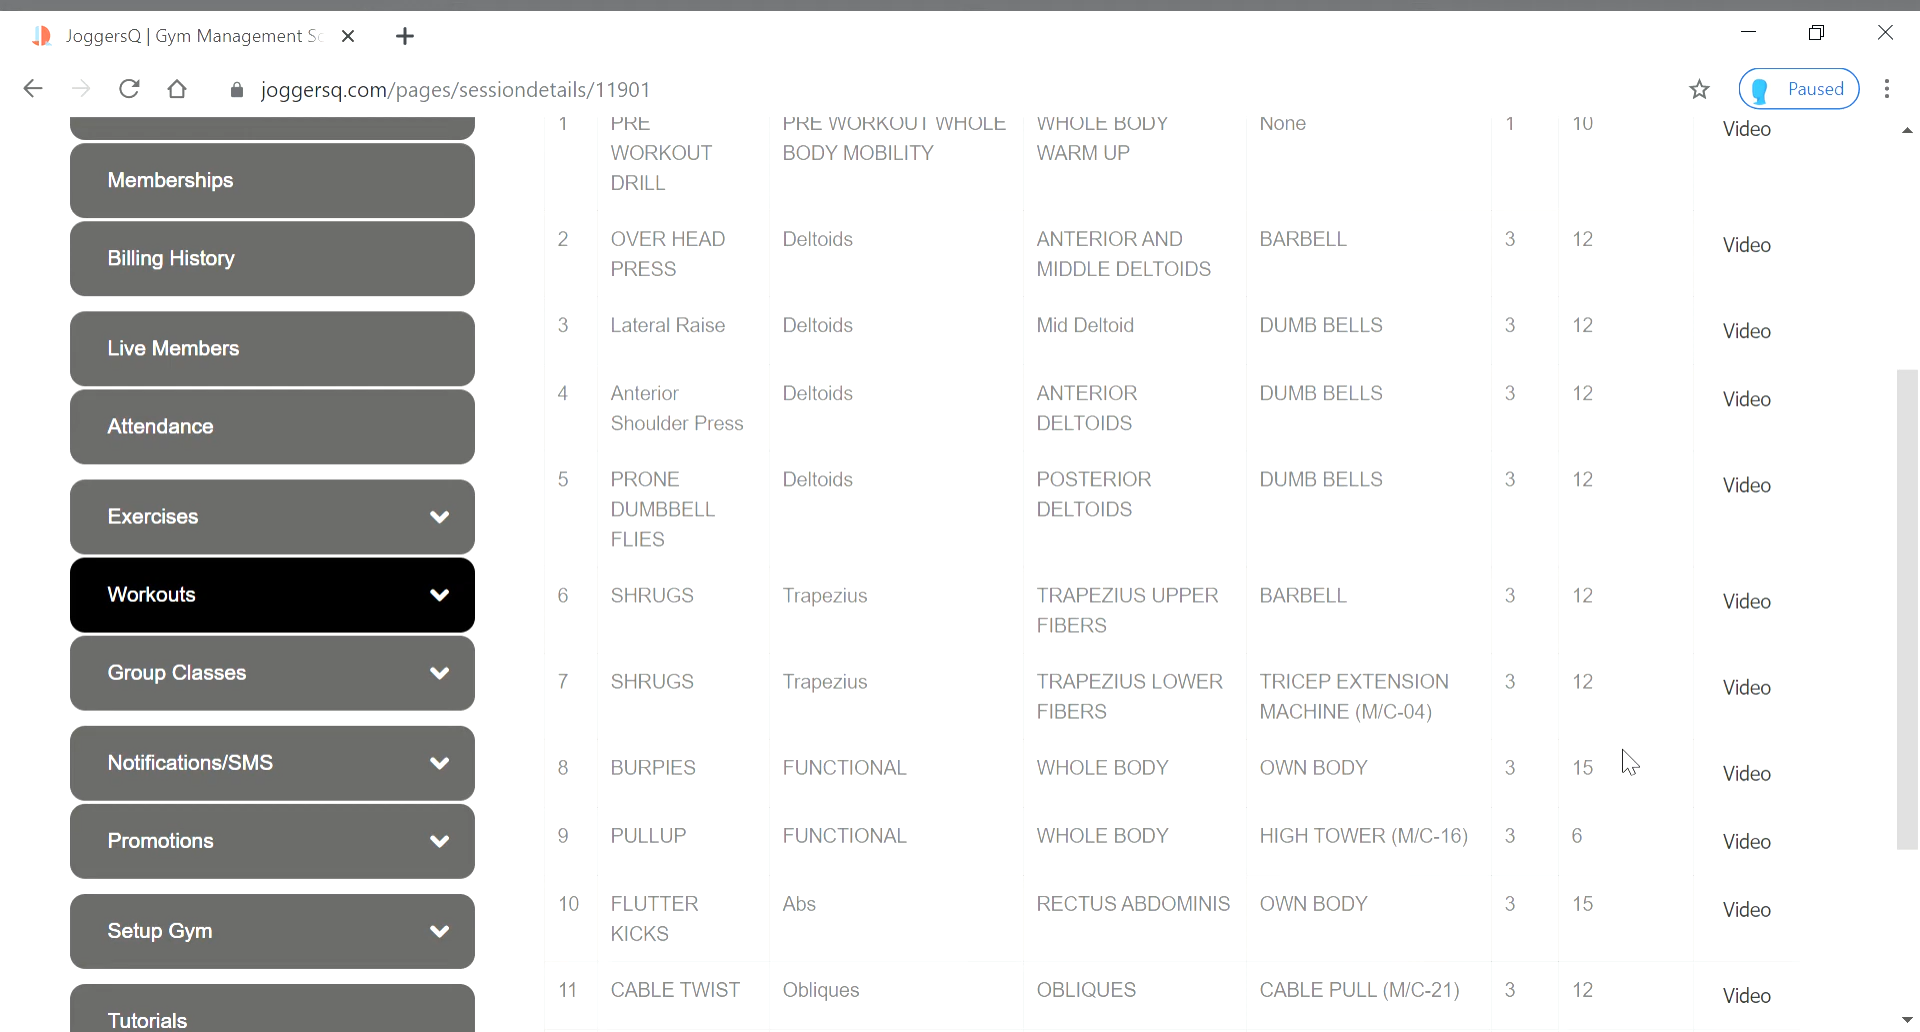 JoggersQ | Gym Management Sc
joggersq.com/pages/sessiondetails/11901
Paused
Memberships
Billing History
Live Members
Attendance
Exercises
Workouts
Group Classes
Notifications/SMS
Promotions
Setup Gym
Tutorials
1 PRE PRE WORKOUT WHOLE WHOLE BODY None 1 10 Video
WORKOUT BODY MOBILITY WARM UP
DRILL
2 OVER HEAD Deltoids ANTERIOR AND BARBELL 3 12 Video
PRESS MIDDLE DELTOIDS
3 Lateral Raise Deltoids Mid Deltoid DUMB BELLS 3 12 Video
4 Anterior Deltoids ANTERIOR DUMB BELLS 3 12 Video
Shoulder Press DELTOIDS
5 PRONE Deltoids POSTERIOR DUMB BELLS 3 12 Video
DUMBBELL DELTOIDS
FLIES
6 SHRUGS Trapezius TRAPEZIUS UPPER BARBELL 3 12 Video
FIBERS
7 SHRUGS Trapezius TRAPEZIUS LOWER TRICEP EXTENSION 3 12 Video
FIBERS MACHINE (M/C-04)
8 BURPIES FUNCTIONAL WHOLE BODY OWN BODY 3 15 Video
9 PULLUP FUNCTIONAL WHOLE BODY HIGH TOWER (M/C-16) 3 6 Video
10 FLUTTER Abs RECTUS ABDOMINIS OWN BODY 3 15 Video
KICKS
11 CABLE TWIST Obliques OBLIQUES CABLE PULL (M/C-21) 3 12 Video